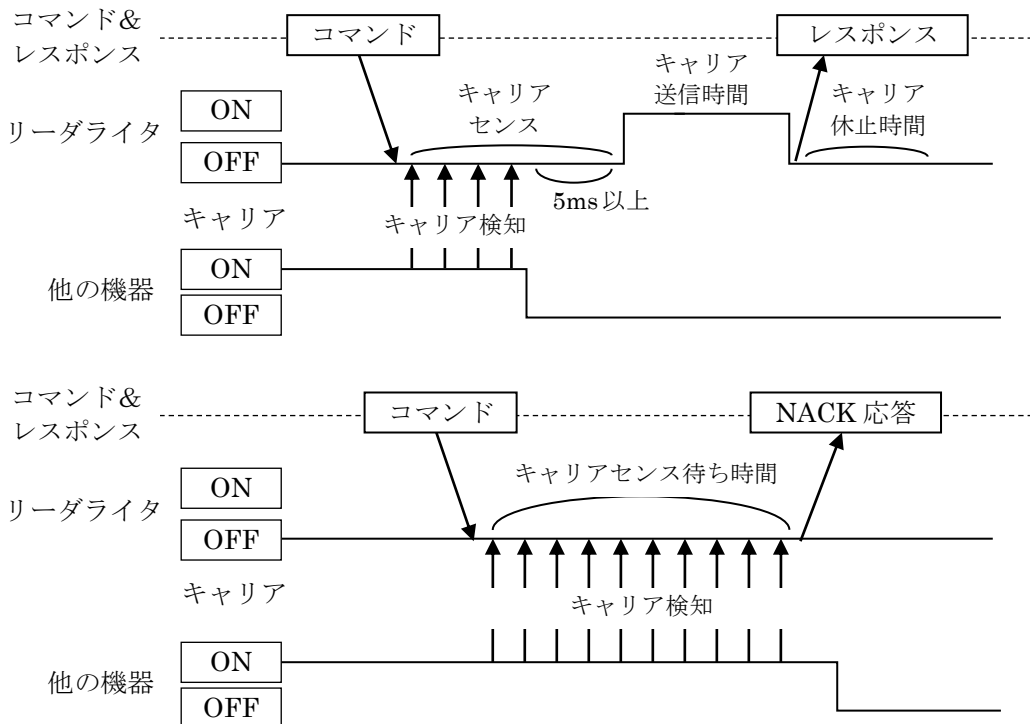 コマンド&
レスポンス
コマンド
レスポンス
キャリア
送信時間
キャリア
センス
キャリア
休止時間
リーダライタ
ON
OFF
5ms以上
キャリア
キャリア検知
他の機器
ON
OFF
コマンド&
レスポンス
コマンド
NACK 応答
キャリアセンス待ち時間
リーダライタ
ON
OFF
キャリア
キャリア検知
他の機器
ON
OFF